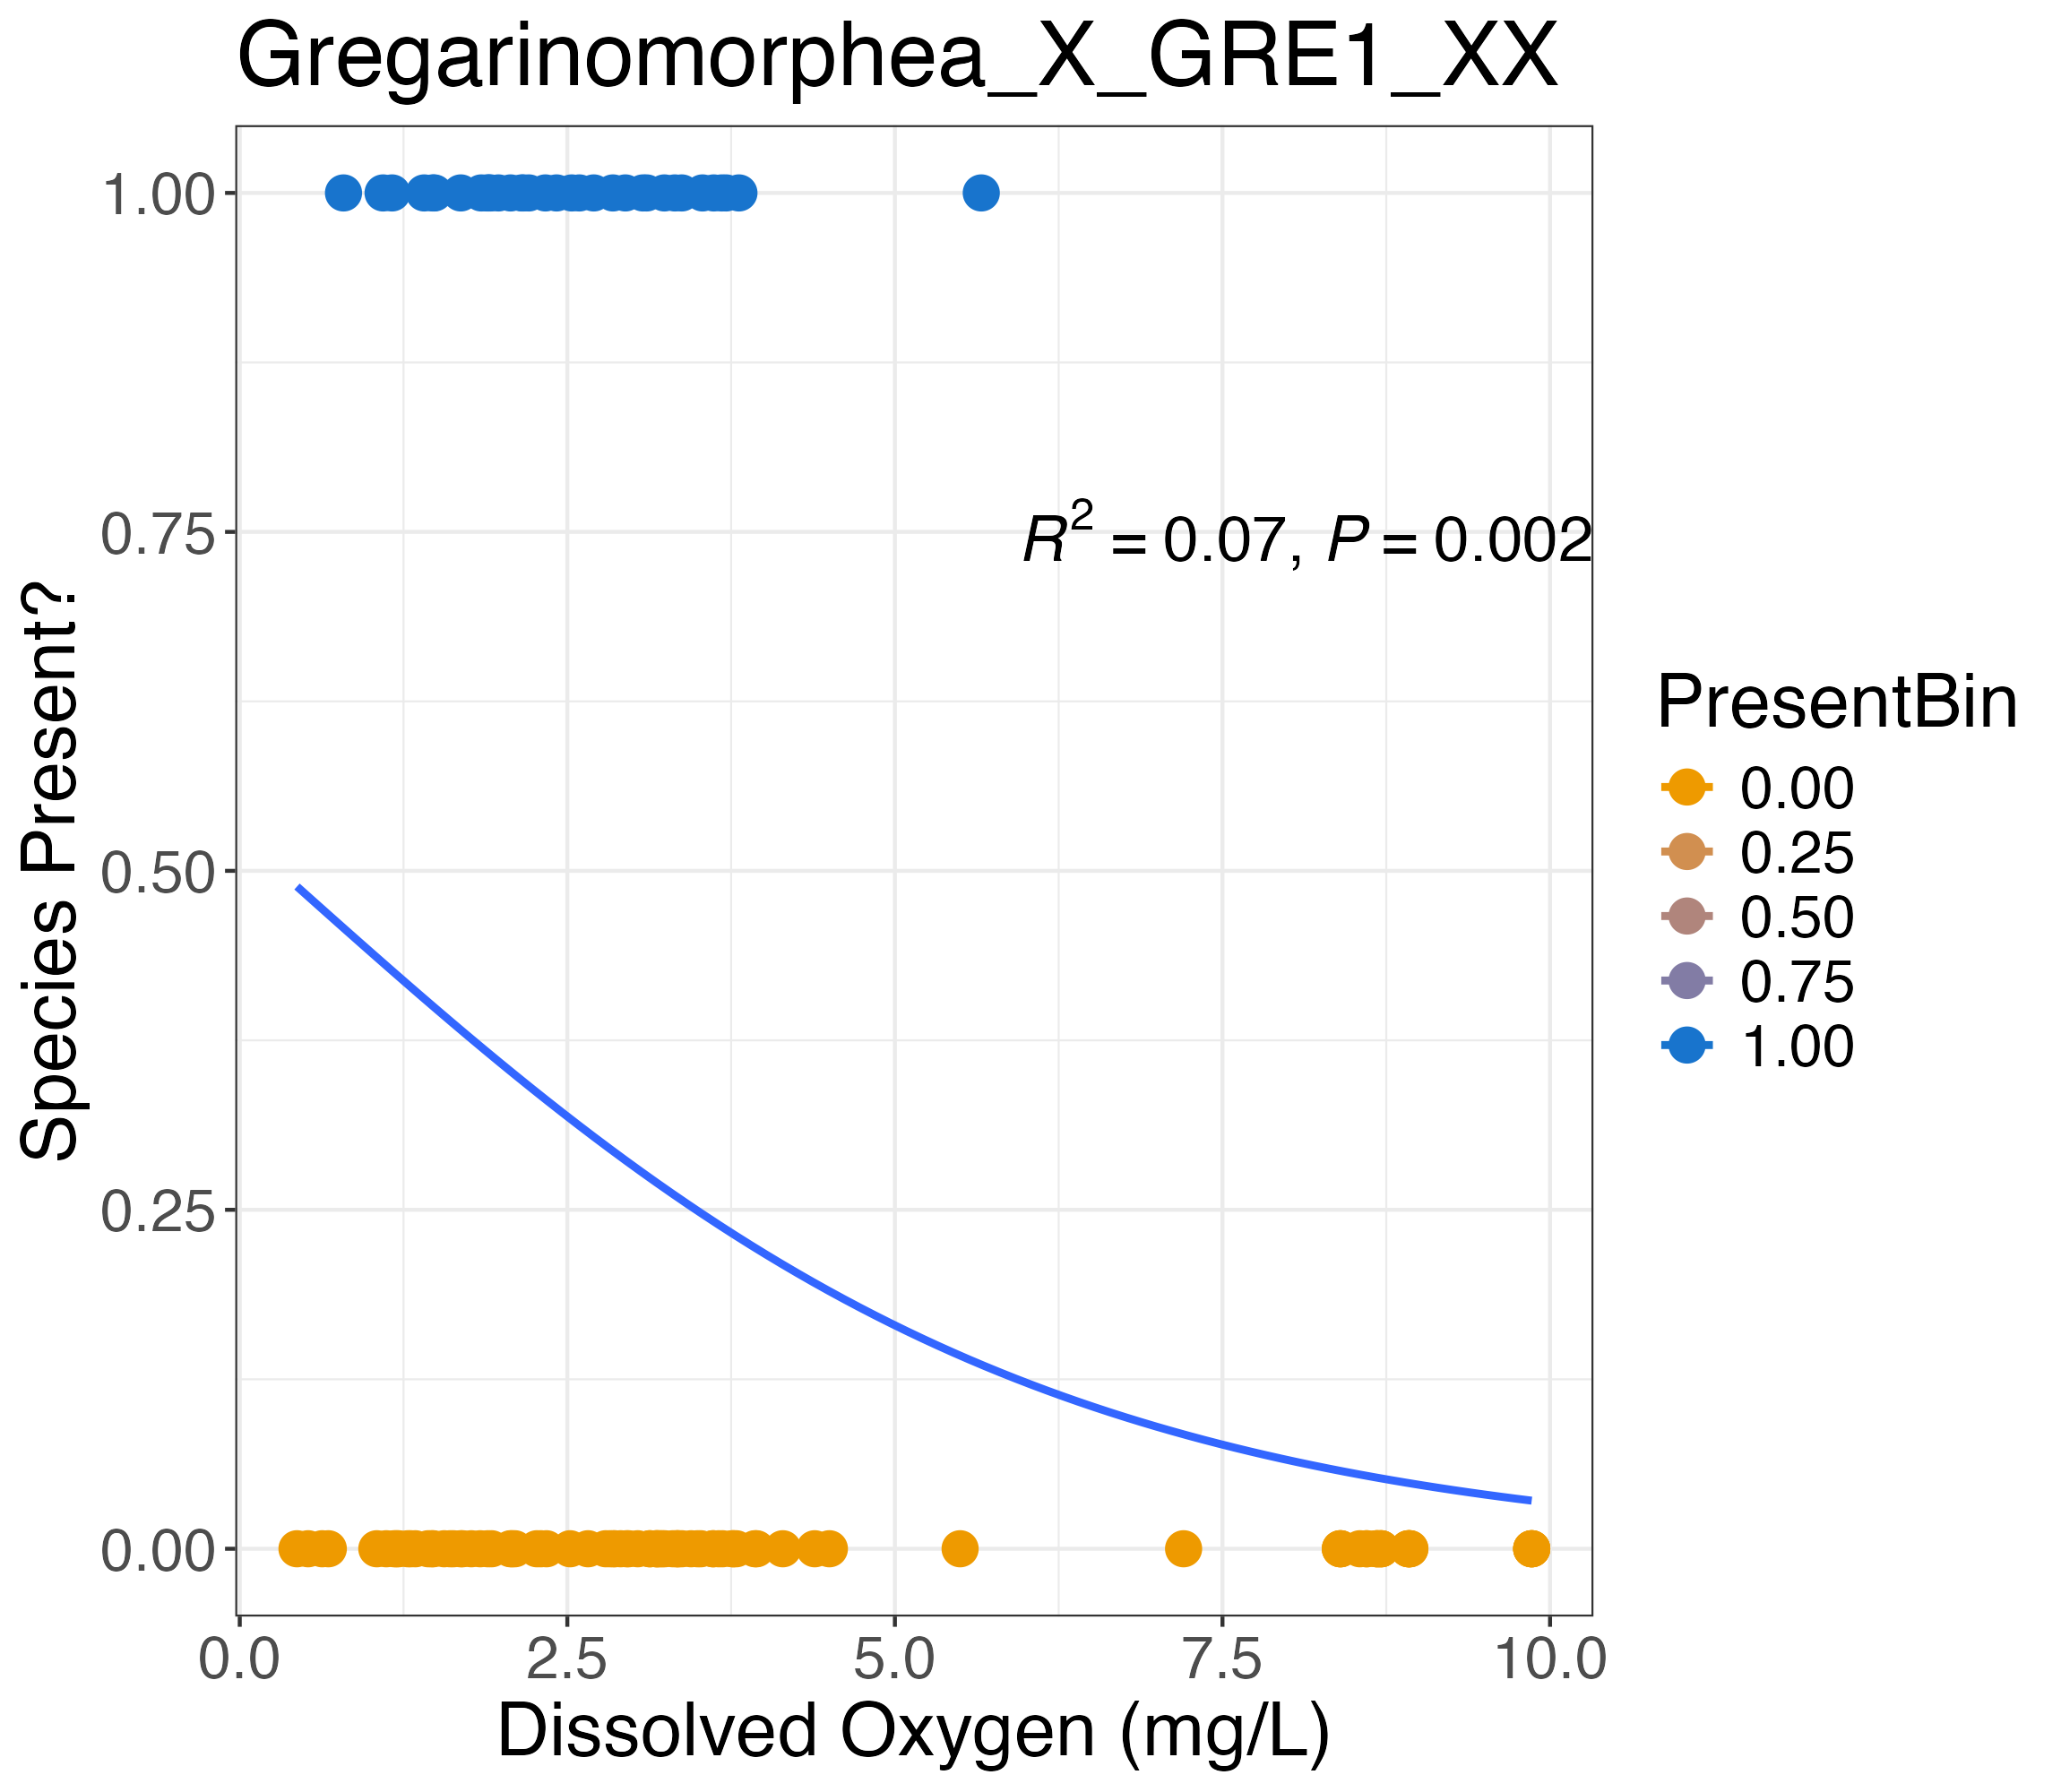 Gregarinomorphea_X_GRE1_XX
1.00
0.75
0.50
0.25
0.00
Species Present?
R² = 0.07, P = 0.002
0.0 2.5 5.0 7.5 10.0
Dissolved Oxygen (mg/L)
PresentBin
0.00
0.25
0.50
0.75
1.00